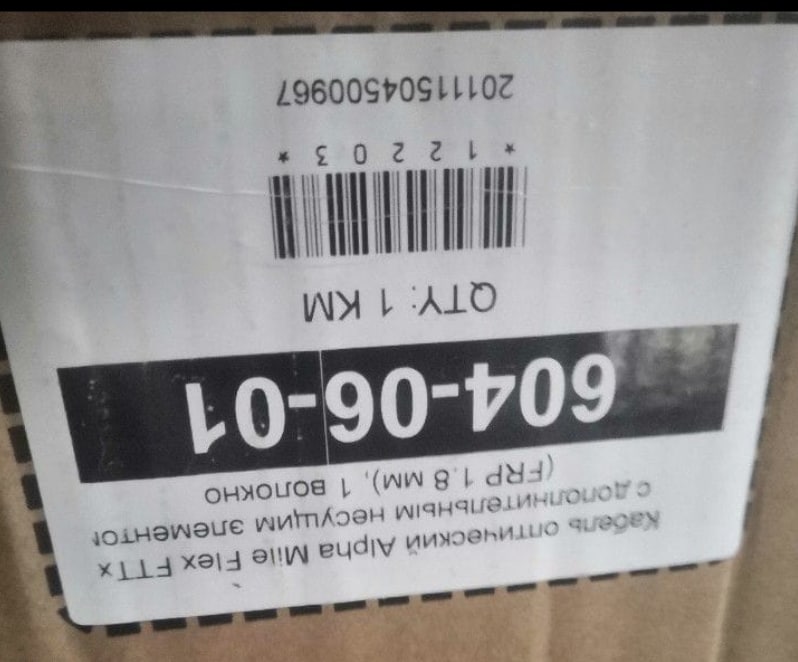 Кабель оптический Alpha Mile Flex FTTx
с дополнительным несущим элементом
(FRP 1.8 мм), 1 волокно
604-06-01
QTY: 1 KM
* 1 2 2 0 3 *
20111504500967